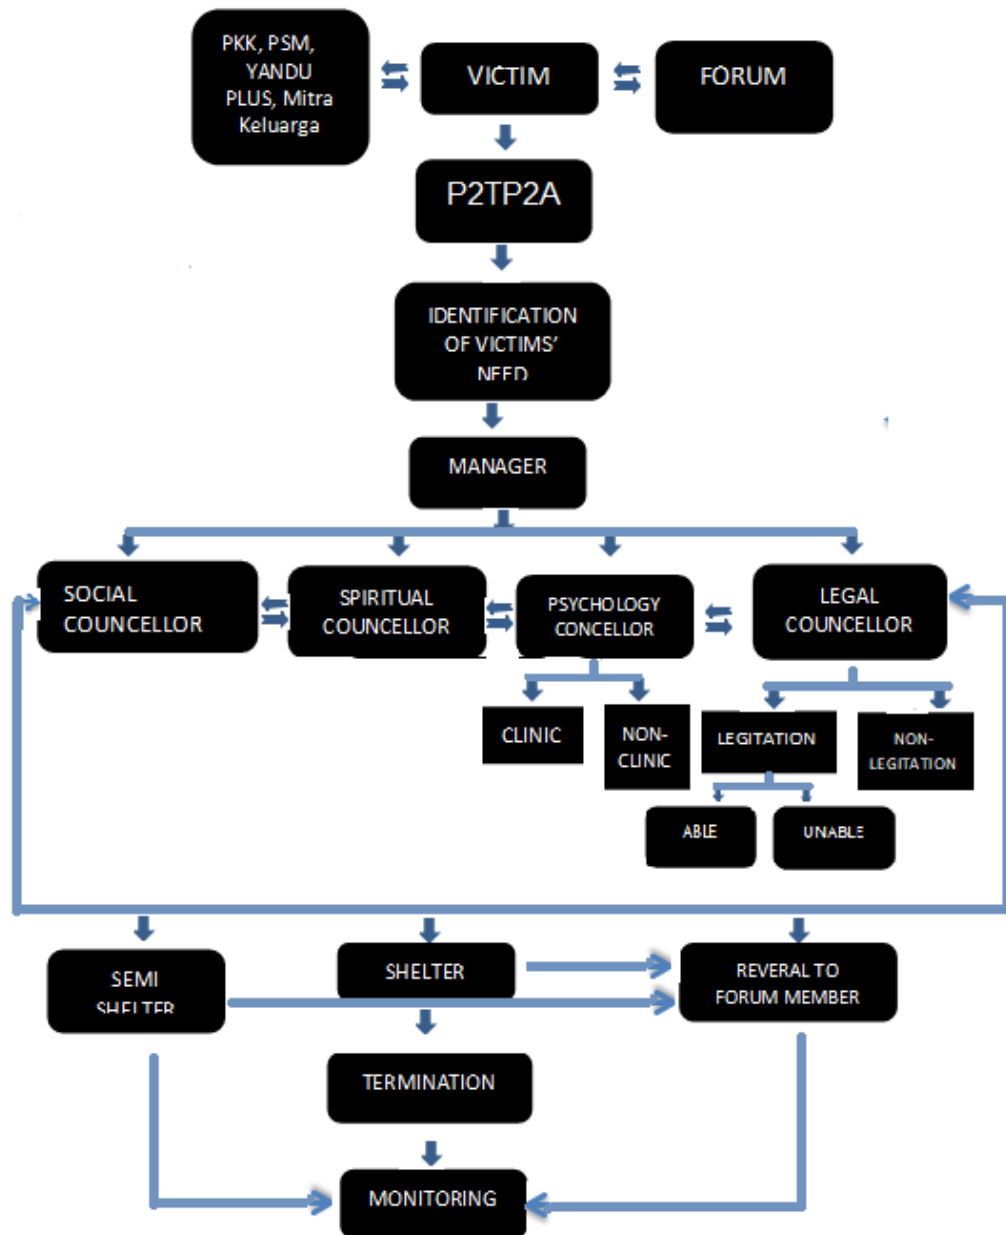 PKK, PSM,
YANDU
PLUS, Mitra
Keluarga
VICTIM
FORUM
P2TP2A
IDENTIFICATION
OF VICTIMS'
NEED
MANAGER
SOCIAL
COUNCELLOR
SPIRITUAL
COUNCELLOR
PSYCHOLOGY
CONCELLOR
LEGAL
COUNCELLOR
CLINIC
NON-
CLINIC
LEGITATION
NON-
LEGITATION
ABLE
UNABLE
SEMI
SHELTER
SHELTER
REVERAL TO
FORUM MEMBER
TERMINATION
MONITORING